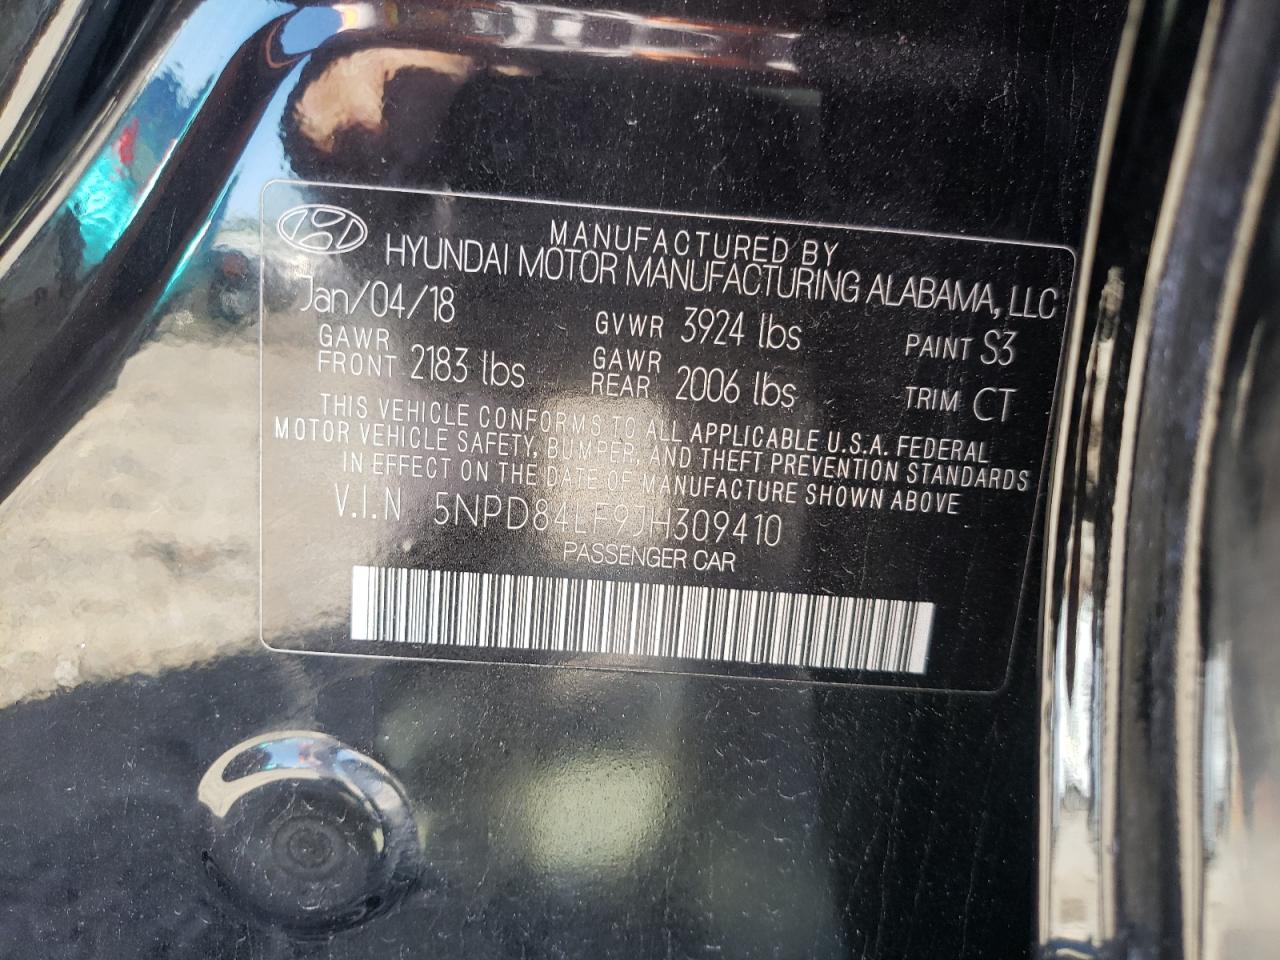 MANUFACTURED BY
HYUNDAI MOTOR MANUFACTURING ALABAMA, LLC
Jan/04/18 GVWR 3924 lbs PAINT S3
GAWR FRONT 2183 lbs GAWR REAR 2006 lbs TRIM CT
THIS VEHICLE CONFORMS TO ALL APPLICABLE U.S.A. FEDERAL
MOTOR VEHICLE SAFETY, BUMPER, AND THEFT PREVENTION STANDARDS
IN EFFECT ON THE DATE OF MANUFACTURE SHOWN ABOVE
V.I.N 5NPD84LF9JH309410
PASSENGER CAR